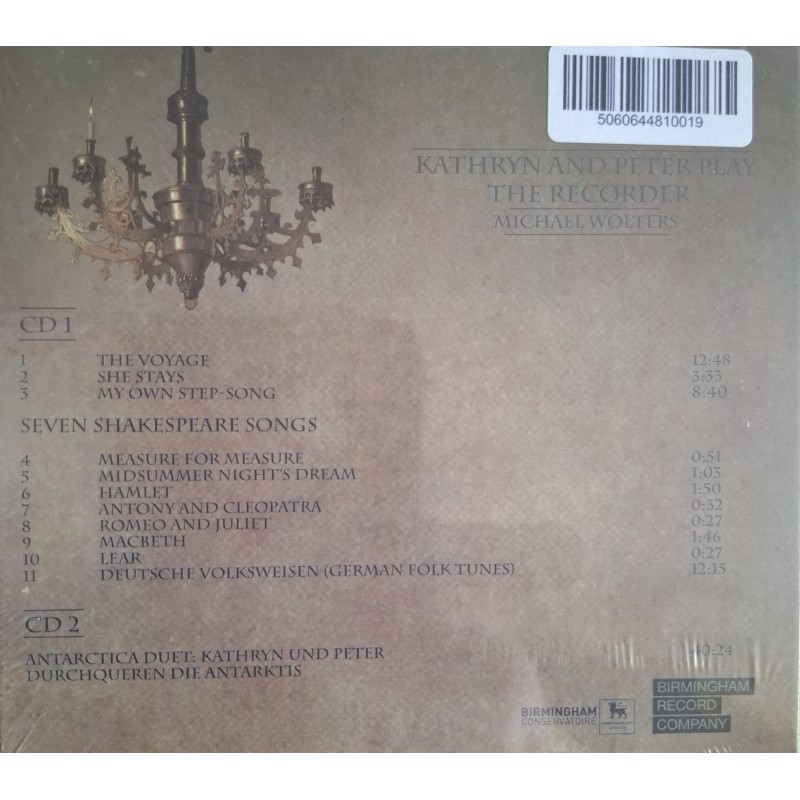 5060644810019
KATHRYN AND PETER PLAY
THE RECORDER
MICHAEL WOLTERS
CD 1
1 THE VOYAGE 12:48
2 SHE STAYS 3:33
3 MY OWN STEP-SONG 8:40
SEVEN SHAKESPEARE SONGS
4 MEASURE FOR MEASURE 0:51
5 MIDSUMMER NIGHT'S DREAM 1:03
6 HAMLET 1:50
7 ANTONY AND CLEOPATRA 0:32
8 ROMEO AND JULIET 0:27
9 MACBETH 1:46
10 LEAR 0:27
11 DEUTSCHE VOLKSWEISEN (GERMAN FOLK TUNES) 12:15
CD 2
ANTARCTICA DUET: KATHRYN UND PETER 40:24
DURCHQUEREN DIE ANTARKTIS
BIRMINGHAM
CONSERVATOIRE
BIRMINGHAM
RECORD
COMPANY